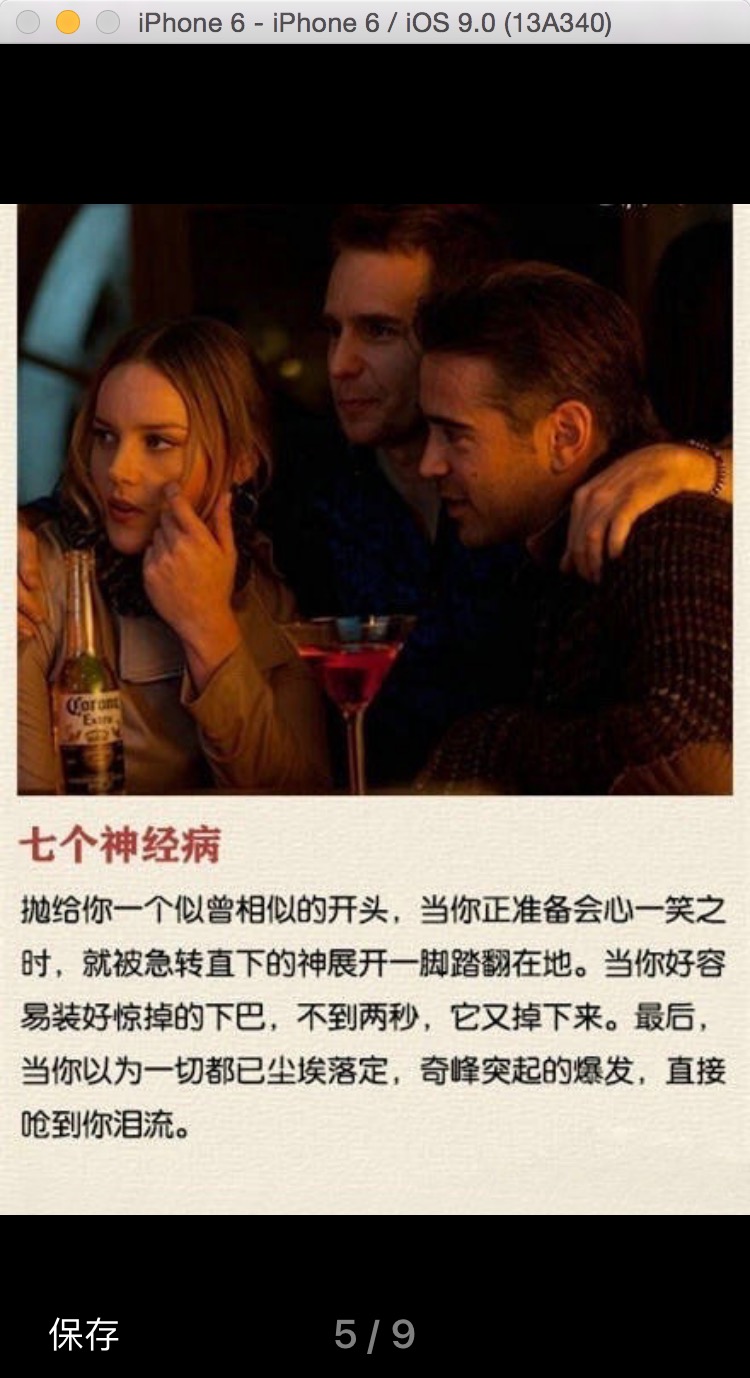 iPhone 6 - iPhone 6 / iOS 9.0 (13A340)
Corona
Extra
七个神经病
抛给你一个似曾相似的开头，当你正准备会心一笑之
时，就被急转直下的神展开一脚踏翻在地。当你好容
易装好惊掉的下巴，不到两秒，它又掉下来。最后，
当你以为一切都已尘埃落定，奇峰突起的爆发，直接
呛到你泪流。
保存
5 / 9